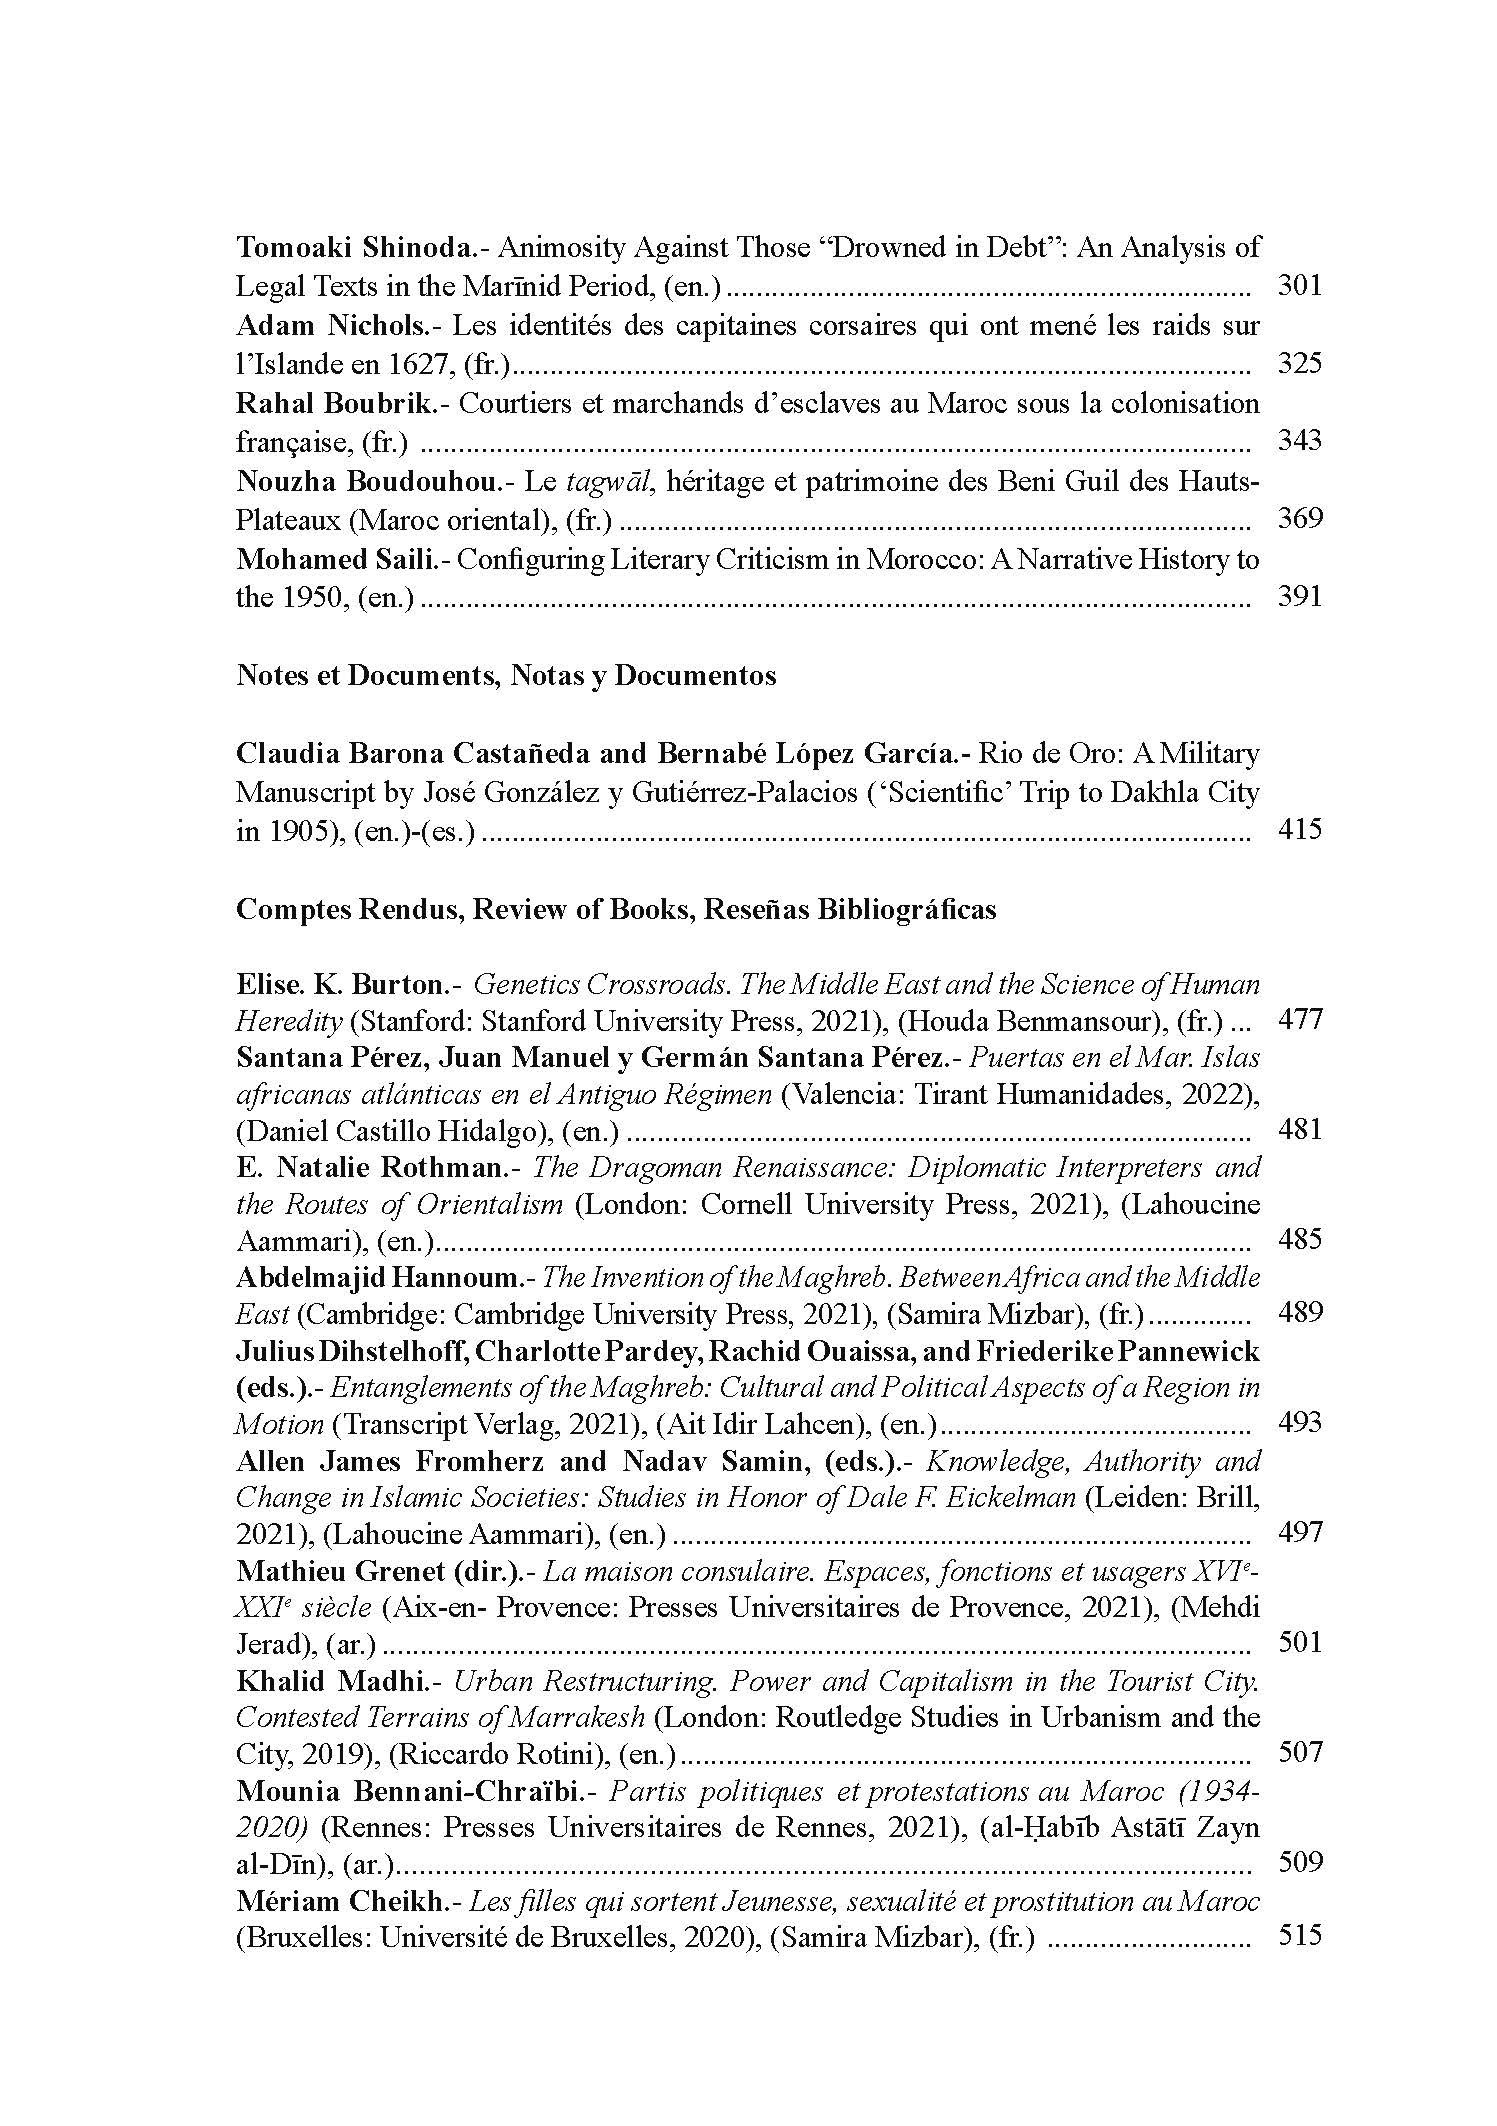 Tomoaki Shinoda.- Animosity Against Those “Drowned in Debt”: An Analysis of
Legal Texts in the Marīnid Period, (en.) ...................................................................... 301
Adam Nichols.- Les identités des capitaines corsaires qui ont mené les raids sur
l’Islande en 1627, (fr.).................................................................................................. 325
Rahal Boubrik.- Courtiers et marchands d’esclaves au Maroc sous la colonisation
française, (fr.) .............................................................................................................. 343
Nouzha Boudouhou.- Le tagwāl, héritage et patrimoine des Beni Guil des Hauts-
Plateaux (Maroc oriental), (fr.) .................................................................................... 369
Mohamed Saili.- Configuring Literary Criticism in Morocco: A Narrative History to
the 1950, (en.) .............................................................................................................. 391
Notes et Documents, Notas y Documentos
Claudia Barona Castañeda and Bernabé López García.- Rio de Oro: A Military
Manuscript by José González y Gutiérrez-Palacios (‘Scientific’ Trip to Dakhla City
in 1905), (en.)-(es.) ...................................................................................................... 415
Comptes Rendus, Review of Books, Reseñas Bibliográficas
Elise. K. Burton.- Genetics Crossroads. The Middle East and the Science of Human
Heredity (Stanford: Stanford University Press, 2021), (Houda Benmansour), (fr.) ... 477
Santana Pérez, Juan Manuel y Germán Santana Pérez.- Puertas en el Mar. Islas
africanas atlánticas en el Antiguo Régimen (Valencia: Tirant Humanidades, 2022),
(Daniel Castillo Hidalgo), (en.) ................................................................................... 481
E. Natalie Rothman.- The Dragoman Renaissance: Diplomatic Interpreters and
the Routes of Orientalism (London: Cornell University Press, 2021), (Lahoucine
Aammari), (en.)............................................................................................................ 485
Abdelmajid Hannoum.- The Invention of the Maghreb. Between Africa and the Middle
East (Cambridge: Cambridge University Press, 2021), (Samira Mizbar), (fr.) ............. 489
Julius Dihstelhoff, Charlotte Pardey, Rachid Ouaissa, and Friederike Pannewick
(eds.).- Entanglements of the Maghreb: Cultural and Political Aspects of a Region in
Motion (Transcript Verlag, 2021), (Ait Idir Lahcen), (en.)......................................... 493
Allen James Fromherz and Nadav Samin, (eds.).- Knowledge, Authority and
Change in Islamic Societies: Studies in Honor of Dale F. Eickelman (Leiden: Brill,
2021), (Lahoucine Aammari), (en.) ............................................................................. 497
Mathieu Grenet (dir.).- La maison consulaire. Espaces, fonctions et usagers XVIe-
XXIe siècle (Aix-en- Provence: Presses Universitaires de Provence, 2021), (Mehdi
Jerad), (ar.) ................................................................................................................... 501
Khalid Madhi.- Urban Restructuring. Power and Capitalism in the Tourist City.
Contested Terrains of Marrakesh (London: Routledge Studies in Urbanism and the
City, 2019), (Riccardo Rotini), (en.)............................................................................ 507
Mounia Bennani-Chraïbi.- Partis politiques et protestations au Maroc (1934-
2020) (Rennes: Presses Universitaires de Rennes, 2021), (al-Ḥabīb Astātī Zayn
al-Dīn), (ar.)................................................................................................................. 509
Mériam Cheikh.- Les filles qui sortent Jeunesse, sexualité et prostitution au Maroc
(Bruxelles: Université de Bruxelles, 2020), (Samira Mizbar), (fr.) ........................... 515